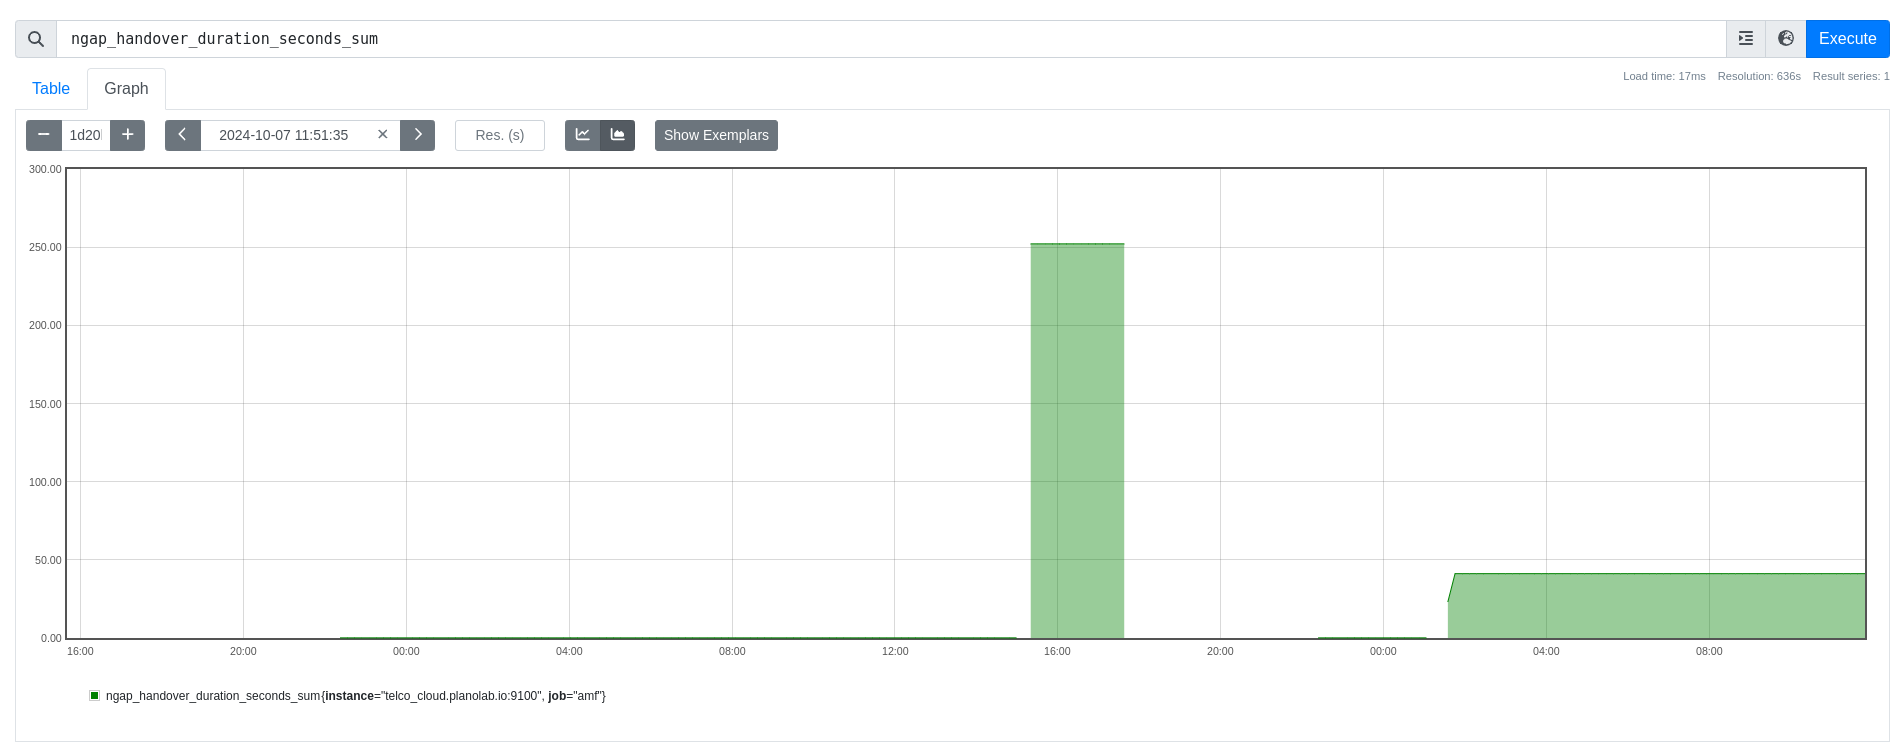 ngap_handover_duration_seconds_sum Execute
Load time: 17ms Resolution: 636s Result series: 1
Table Graph
1d20 2024-10-07 11:51:35 Res. (s) Show Exemplars
300.00
250.00
200.00
150.00
100.00
50.00
0.00
16:00 20:00 00:00 04:00 08:00 12:00 16:00 20:00 00:00 04:00 08:00
ngap_handover_duration_seconds_sum{instance="telco_cloud.planolab.io:9100", job="amf"}